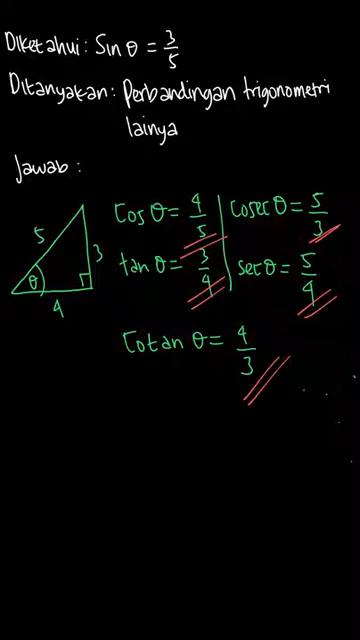 Diketahui: Sin θ = 3/5
Ditanyakan: Perbandingan trigonometri
lainya
Jawab:
5
3
θ
4
Cos θ = 4/5
Cosec θ = 5/3
tan θ = 3/4
sec θ = 5/4
Cotan θ = 4/3